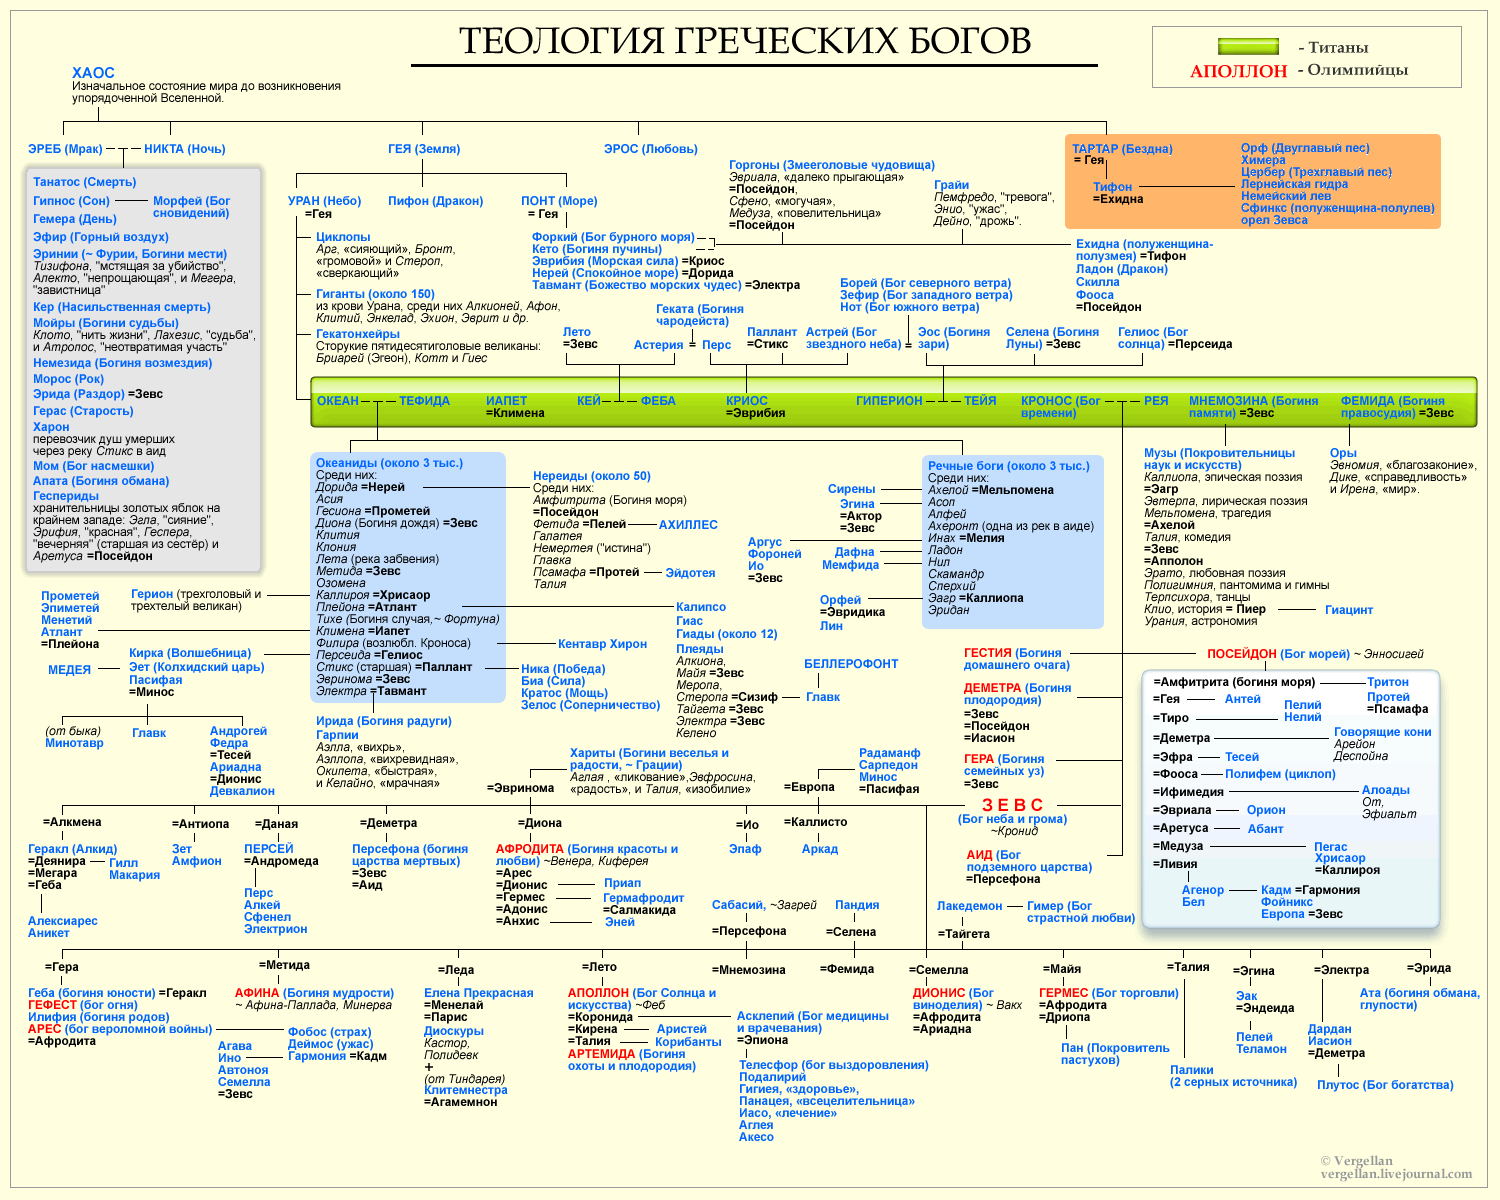 ТЕОЛОГИЯ ГРЕЧЕСКИХ БОГОВ
- Титаны
АПОЛЛОН - Олимпийцы
ХАОС
Изначальное состояние мира до возникновения
упорядоченной Вселенной.
ЭРЕБ (Мрак)
НИКТА (Ночь)
ГЕЯ (Земля)
ЭРОС (Любовь)
ТАРТАР (Бездна)
= Гея
Тифон
=Ехидна
Орф (Двуглавый пес)
Химера
Цербер (Трехглавый пес)
Лернейская гидра
Немейский лев
Сфинкс (полуженщина-полулев)
орел Зевса
Танатос (Смерть)
Гипнос (Сон)
Морфей (Бог
сновидений)
Гемера (День)
Эфир (Горный воздух)
Эринии (~ Фурии, Богини мести)
Тизифона, "мстящая за убийство",
Алекто, "непрощающая", и Мегера,
"завистница"
Кер (Насильственная смерть)
Мойры (Богини судьбы)
Клото, "нить жизни", Лахезис, "судьба",
и Атролос, "неотвратимая участь"
Немезида (Богиня возмездия)
Морос (Рок)
Эрида (Раздор) =Зевс
Герас (Старость)
Харон
перевозчик душ умерших
через реку Стикс в аид
Мом (Бог насмешки)
Апата (Богиня обмана)
Геспериды
хранительницы золотых яблок на
крайнем западе: Эгла, "сияние",
Эрифия, "красная", Геспера,
"вечерняя" (старшая из сестёр) и
Аретуса =Посейдон
УРАН (Небо)
=Гея
Пифон (Дракон)
ПОНТ (Море)
= Гея
Циклопы
Арг, «сияющий», Бронт,
«громовой» и Стероп,
«сверкающий»
Гиганты (около 150)
из крови Урана, среди них Алкионей, Афон,
Клитий, Энкелад, Эхион, Эврит и др.
Гекатонхейры
Сторукие пятидесятиголовые великаны:
Бриарей (Эгеон), Котт и Гиес
Форкий (Бог бурного моря)
Кето (Богиня пучины)
Эврибия (Морская сила) =Криос
Нерей (Спокойное море) =Дорида
Тавмант (Божество морских чудес) =Электра
Горгоны (Змееголовые чудовища)
Эвриала, «далеко прыгающая»
=Посейдон,
Сфено, «могучая»,
Медуза, «повелительница»
=Посейдон
Грайи
Пемфредо, "тревога",
Энио, "ужас",
Дейно, "дрожь".
Ехидна (полуженщина-
полузмея) =Тифон
Ладон (Дракон)
Скилла
Фооса
=Посейдон
Борей (Бог северного ветра)
Зефир (Бог западного ветра)
Нот (Бог южного ветра)
Лето
=Зевс
Геката (Богиня
чародейста)
Астерия = Перс
Паллант
=Стикс
Астрей (Бог
звездного неба) =
Эос (Богиня
зари)
Селена (Богиня
Луны) =Зевс
Гелиос (Бог
солнца) =Персеида
ОКЕАН
ТЕФИДА
ИАПЕТ
=Климена
КЕЙ
ФЕБА
КРИОС
=Эврибия
ГИПЕРИОН
ТЕЙЯ
КРОНОС (Бог
времени)
РЕЯ
МНЕМОЗИНА (Богиня
памяти) =Зевс
ФЕМИДА (Богиня
правосудия) =Зевс
Океаниды (около 3 тыс.)
Среди них:
Дорида =Нерей
Асия
Гесиона =Прометей
Диона (Богиня дождя) =Зевс
Клития
Клония
Лета (река забвения)
Метида =Зевс
Озомена
Каллироя =Хрисаор
Плейона =Атлант
Тихе (Богиня случая,~ Фортуна)
Климена =Иапет
Филира (возлюбл. Кроноса)
Персеида =Гелиос
Стикс (старшая) =Паллант
Эвринома =Зевс
Электра =Тавмант
Нереиды (около 50)
Среди них:
Амфитрита (Богиня моря)
=Посейдон
Фетида =Пелей
АХИЛЛЕС
Галатея
Немертея ("истина")
Главка
Псамафа =Протей
Эйдотея
Талия
Речные боги (около 3 тыс.)
Среди них:
Ахелой =Мельпомена
Асоп
Алфей
Ахеронт (одна из рек в аиде)
Инах =Мелия
Ладон
Нил
Скамандр
Сперхий
Эагр =Каллиопа
Эридан
Сирены
Эгина
=Актор
=Зевс
Аргус
Фороней
Ио
=Зевс
Дафна
Мемфида
Орфей
=Эвридика
Лин
Музы (Покровительницы
наук и искусств)
Каллиопа, эпическая поэзия
=Эагр
Эвтерпа, лирическая поэзия
Мельпомена, трагедия
=Ахелой
Талия, комедия
=Зевс
=Апполон
Эрато, любовная поэзия
Полигимния, пантомима и гимны
Терпсихора, танцы
Клио, история = Пиер
Гиацинт
Урания, астрономия
Оры
Эвномия, «благозаконие»,
Дике, «справедливость»
и Ирена, «мир».
Прометей
Эпиметей
Менетий
Атлант
=Плейона
Герион (трехголовый и
трехтелый великан)
Кирка (Волшебница)
Эет (Колхидский царь)
Пасифая
=Минос
МЕДЕЯ
(от быка)
Минотавр
Главк
Андрогей
Федра
=Тесей
Ариадна
=Дионис
Девкалион
Калипсо
Гиас
Гиады (около 12)
Плеяды
Алкиона,
Майя =Зевс
Меропа,
Стеропа =Сизиф
Тайгета =Зевс
Электра =Зевс
Келено
Кентавр Хирон
Ника (Победа)
Биа (Сила)
Кратос (Мощь)
Зелос (Соперничество)
БЕЛЛЕРОФОНТ
Главк
Ирида (Богиня радуги)
Гарпии
Аэлла, «вихрь»,
Аэллопа, «вихревидная»,
Окипета, «быстрая»,
и Келайно, «мрачная»
Хариты (Богини веселья и
радости, ~ Грации)
Аглая , «ликование»,Эвфросина,
«радость», и Талия, «изобилие»
=Эвринома
Радаманф
Сарпедон
Минос
=Пасифая
=Европа
ГЕСТИЯ (Богиня
домашнего очага)
ДЕМЕТРА (Богиня
плодородия)
=Зевс
=Посейдон
=Иасион
ГЕРА (Богиня
семейных уз)
=Зевс
ЗЕВС
(Бог неба и грома)
~Кронид
АИД (Бог
подземного царства)
=Персефона
ПОСЕЙДОН (Бог морей) ~ Энносигей
=Амфитрита (богиня моря)
Тритон
=Гея
Антей
Протей
=Псамафа
=Тиро
Пелий
Нелий
=Деметра
Говорящие кони
Арейон
Деспойна
=Эфра
Тесей
=Фооса
Полифем (циклоп)
=Ифимедия
Алоады
От,
Эфиальт
=Эвриала
Орион
=Аретуса
Абант
=Медуза
Пегас
Хрисаор
=Каллироя
=Ливия
Агенор
Бел
Кадм =Гармония
Фойникс
Европа =Зевс
=Алкмена
Геракл (Алкид)
=Деянира
=Мегара
=Геба
Гилл
Макария
Алексиарес
Аникет
=Антиопа
Зет
Амфион
=Даная
ПЕРСЕЙ
=Андромеда
Перс
Алкей
Сфенел
Электрион
=Деметра
Персефона (богиня
царства мертвых)
=Зевс
=Аид
=Диона
АФРОДИТА (Богиня красоты и
любви) ~Венера, Киферея
=Арес
=Дионис
Приап
=Гермес
Гермафродит
=Салмакида
=Адонис
=Анхис
Эней
=Ио
Эпаф
=Каллисто
Аркад
Сабасий, ~Загрей
=Персефона
Пандия
=Селена
Лакедемон
=Тайгета
Гимер (Бог
страстной любви)
=Гера
Геба (богиня юности) =Геракл
ГЕФЕСТ (бог огня)
Илифия (богиня родов)
АРЕС (бог вероломной войны)
=Афродита
Фобос (страх)
Деймос (ужас)
Гармония =Кадм
Агава
Ино
Автоноя
Семелла
=Зевс
=Метида
АФИНА (Богиня мудрости)
~ Афина-Паллада, Минерва
=Леда
Елена Прекрасная
=Менелай
=Парис
Диоскуры
Кастор,
Полидевк
+
(от Тиндарея)
Клитемнестра
=Агамемнон
=Лето
АПОЛЛОН (Бог Солнца и
искусства) ~Феб
=Коронида
=Кирена
Аристей
=Талия
Корибанты
АРТЕМИДА (Богиня
охоты и плодородия)
=Мнемозина
Асклепий (Бог медицины
и врачевания)
=Эпиона
Телесфор (бог выздоровления)
Подалирий
Гигиея, «здоровье»,
Панацея, «всецелительница»
Иасо, «лечение»
Аглея
Акесо
=Фемида
=Семелла
ДИОНИС (Бог
виноделия) ~ Вакх
=Афродита
=Ариадна
=Майя
ГЕРМЕС (Бог торговли)
=Афродита
=Дриопа
Пан (Покровитель
пастухов)
=Талия
Палики
(2 серных источника)
=Эгина
Эак
=Эндеида
Пелей
Теламон
=Электра
Дардан
Иасион
=Деметра
Плутос (Бог богатства)
=Эрида
Ата (богиня обмана,
глупости)
© Vergellan
vergellan.livejournal.com